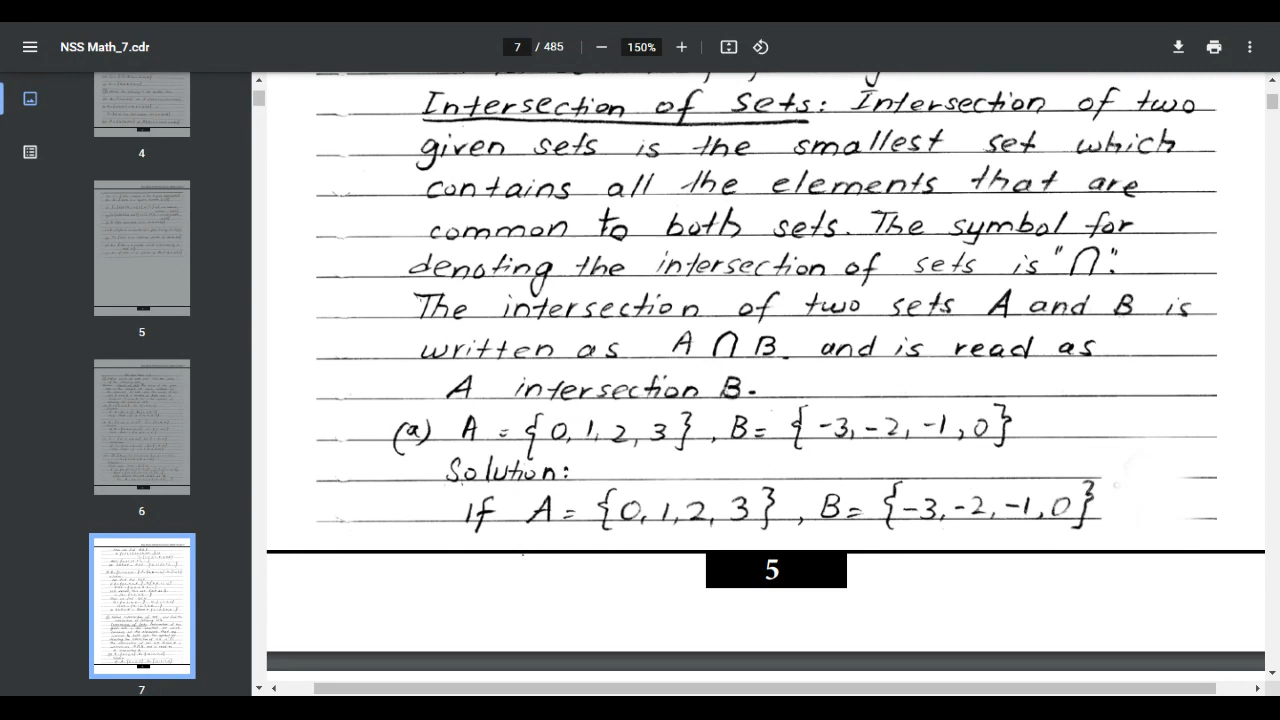 NSS Math_7.cdr
7 / 485
150%
4
5
6
7
Intersection of Sets: Intersection of two
given sets is the smallest set which
contains all the elements that are
common to both sets. The symbol for
denoting the intersection of sets is "∩".
The intersection of two sets A and B is
written as A ∩ B. and is read as
A intersection B.
(a) A = {0, 1, 2, 3}, B = {-3, -2, -1, 0}
Solution:
If A = {0, 1, 2, 3}, B = {-3, -2, -1, 0}
5